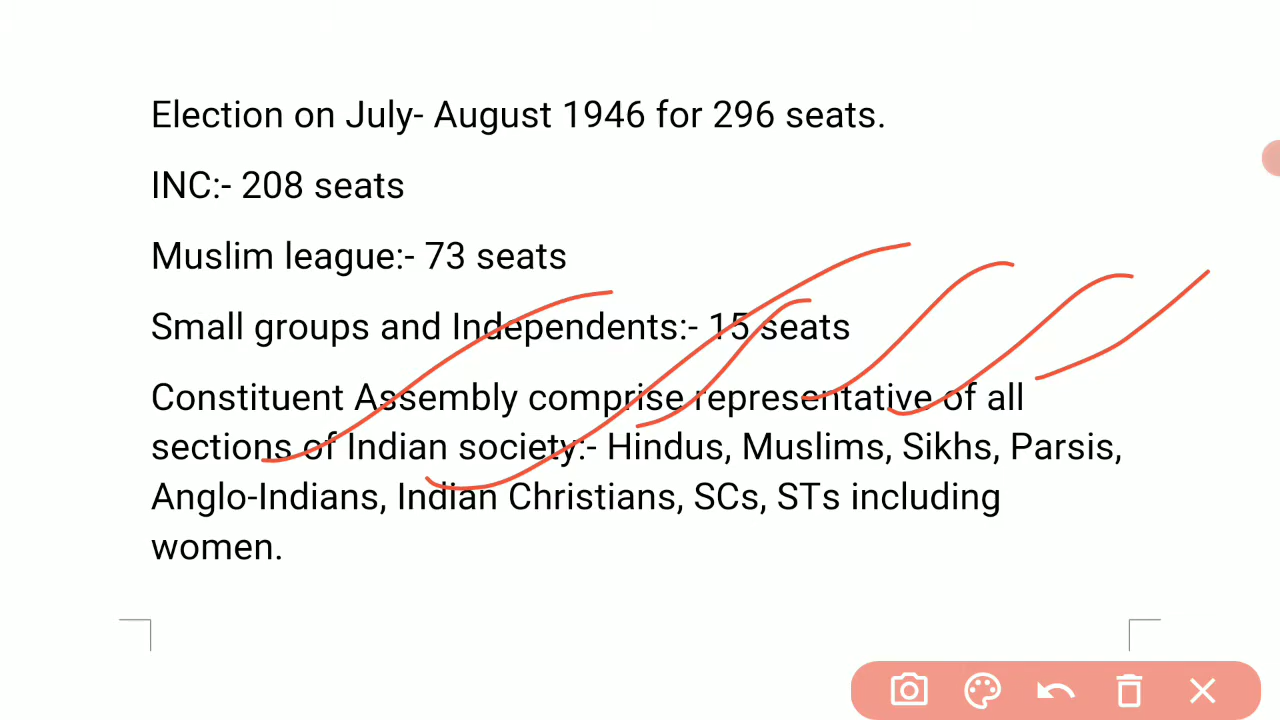 Election on July- August 1946 for 296 seats.
INC:- 208 seats
Muslim league:- 73 seats
Small groups and Independents:- 15 seats
Constituent Assembly comprise representative of all
sections of Indian society:- Hindus, Muslims, Sikhs, Parsis,
Anglo-Indians, Indian Christians, SCs, STs including
women.